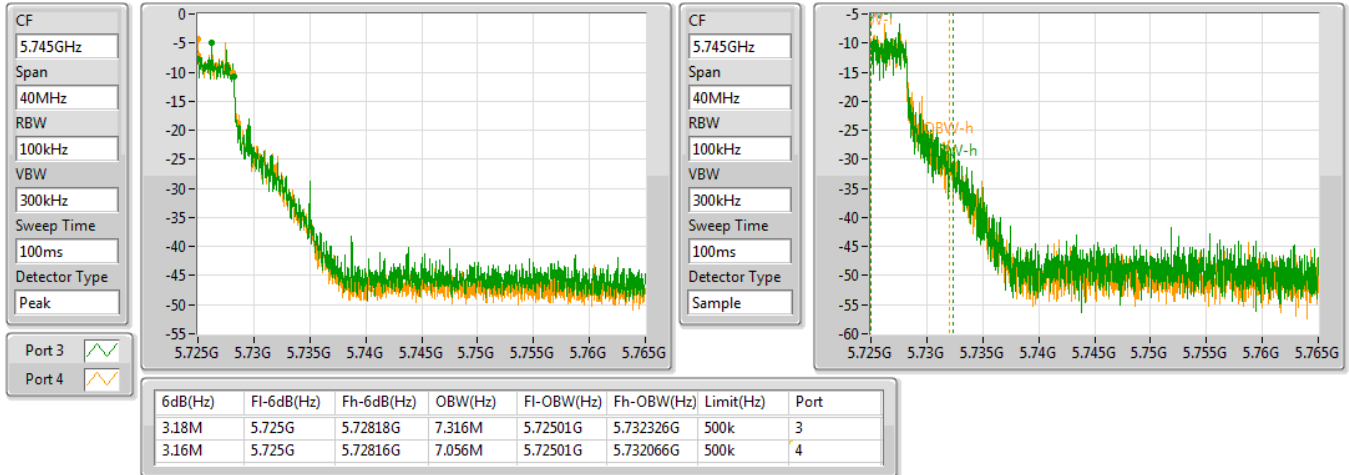 CF
5.745GHz
Span
40MHz
RBW
100kHz
VBW
300kHz
Sweep Time
100ms
Detector Type
Peak
0-
-5-
-10-
-15-
-20-
-25-
-30-
-35-
-40-
-45-
-50-
-55-
5.725G 5.73G 5.735G 5.74G 5.745G 5.75G 5.755G 5.76G 5.765G
CF
5.745GHz
Span
40MHz
RBW
100kHz
VBW
300kHz
Sweep Time
100ms
Detector Type
Sample
-5-
-10-
-15-
-20-
-25-
-30-
-35-
-40-
-45-
-50-
-55-
-60-
OBW-h
5.725G 5.73G 5.735G 5.74G 5.745G 5.75G 5.755G 5.76G 5.765G
Port 3
Port 4
6dB(Hz) Fl-6dB(Hz) Fh-6dB(Hz) OBW(Hz) Fl-OBW(Hz) Fh-OBW(Hz) Limit(Hz) Port
3.18M 5.725G 5.72818G 7.316M 5.72501G 5.732326G 500k 3
3.16M 5.725G 5.72816G 7.056M 5.72501G 5.732066G 500k 4